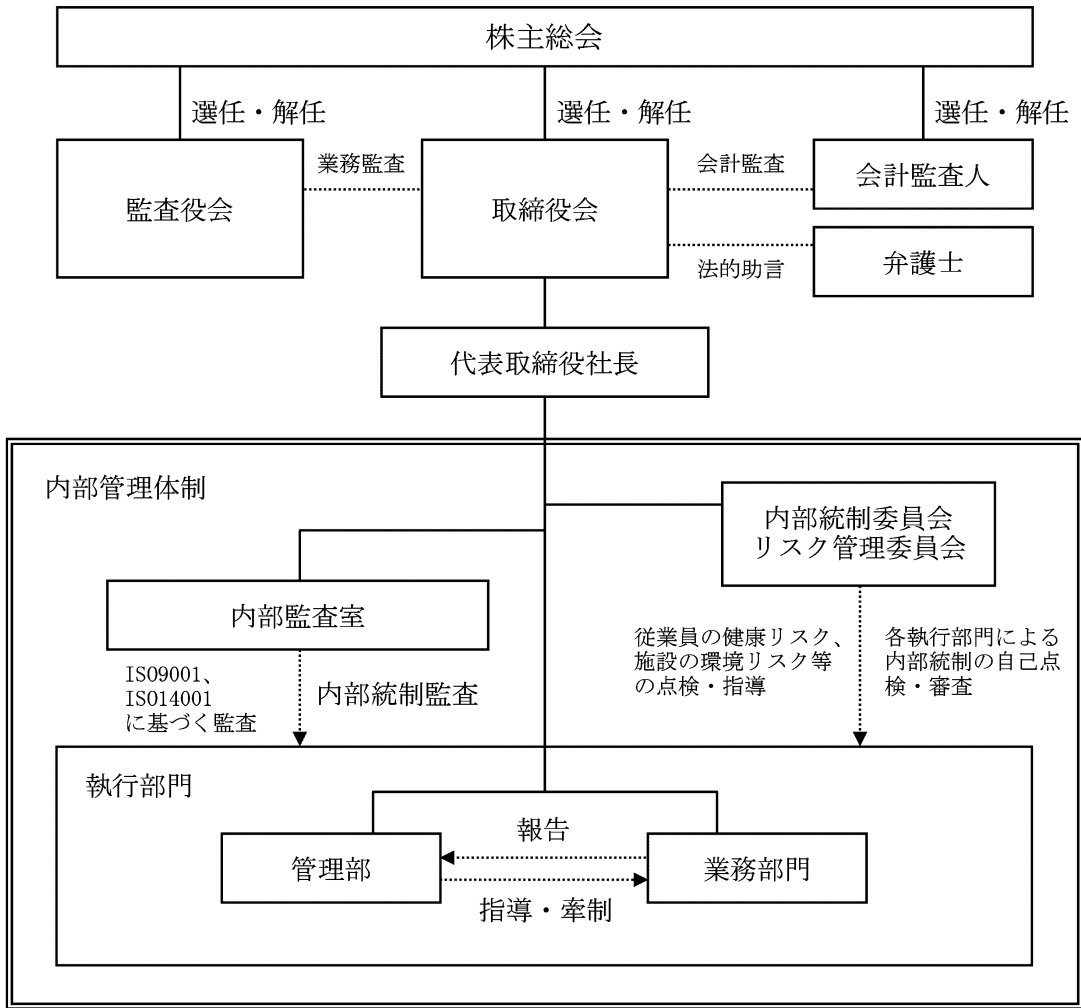 株主総会
選任・解任
選任・解任
選任・解任
業務監査
会計監査
監査役会
取締役会
会計監査人
法的助言
弁護士
代表取締役社長
内部管理体制
内部統制委員会
リスク管理委員会
内部監査室
従業員の健康リスク、
施設の環境リスク等
の点検・指導
各執行部門による
内部統制の自己点
検・審査
ISO9001、
ISO14001
に基づく監査
内部統制監査
執行部門
報告
管理部
業務部門
指導・牽制